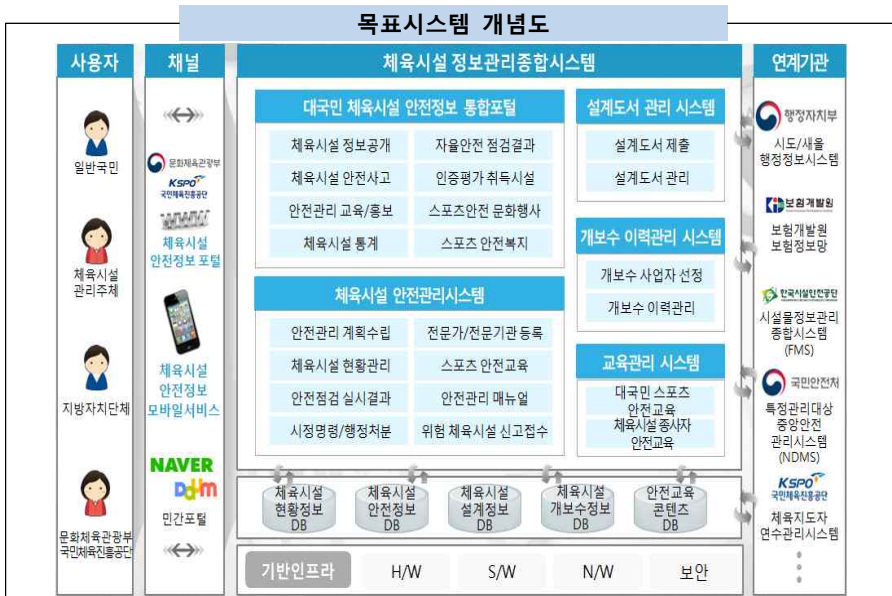 목표시스템 개념도
사용자
일반국민
체육시설
관리주체
지방자치단체
문화체육관광부
국민체육진흥공단
채널
문화체육관광부
KSPO
국민체육진흥공단
WWW
체육시설
안전정보 포털
체육시설
안전정보
모바일서비스
NAVER
Daum
민간포털
체육시설 정보관리종합시스템
대국민 체육시설 안전정보 통합포털
체육시설 정보공개
자율안전 점검결과
체육시설 안전사고
인증평가 취득시설
안전관리 교육/홍보
스포츠안전 문화행사
체육시설 통계
스포츠 안전복지
체육시설 안전관리시스템
안전관리 계획수립
전문가/전문기관 등록
체육시설 현황관리
스포츠 안전교육
안전점검 실시결과
안전관리 매뉴얼
시정명령/행정처분
위험 체육시설 신고접수
설계도서 관리 시스템
설계도서 제출
설계도서 관리
개보수 이력관리 시스템
개보수 사업자 선정
개보수 이력관리
교육관리 시스템
대국민 스포츠
안전교육
체육시설 종사자
안전교육
체육시설
현황정보
DB
체육시설
안전정보
DB
체육시설
설계정보
DB
체육시설
개보수정보
DB
안전교육
콘텐츠
DB
기반인프라
H/W
S/W
N/W
보안
연계기관
행정자치부
시도/새올
행정정보시스템
보험개발원
보험개발원
보험정보망
한국시설안전공단
시설물정보관리
종합시스템
(FMS)
국민안전처
특정관리대상
중앙안전
관리시스템
(NDMS)
KSPO
국민체육진흥공단
체육지도자
연수관리시스템